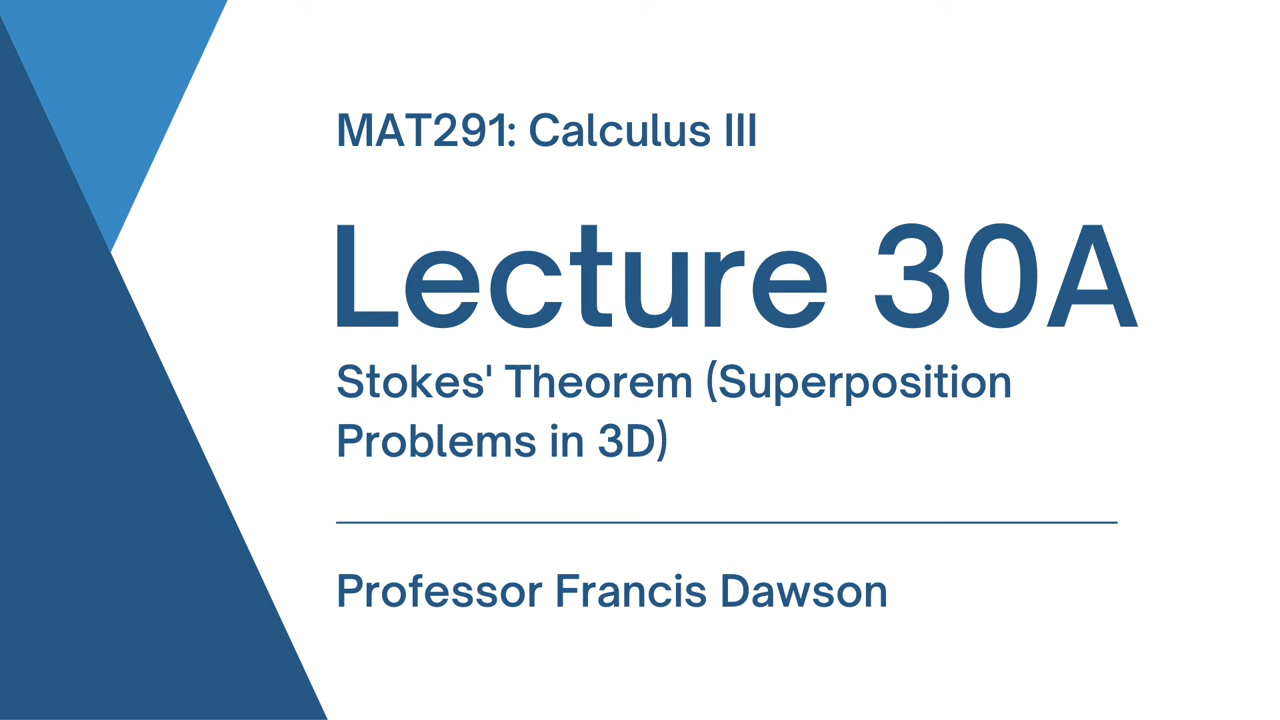 MAT291: Calculus III
Lecture 30A
Stokes' Theorem (Superposition
Problems in 3D)
Professor Francis Dawson